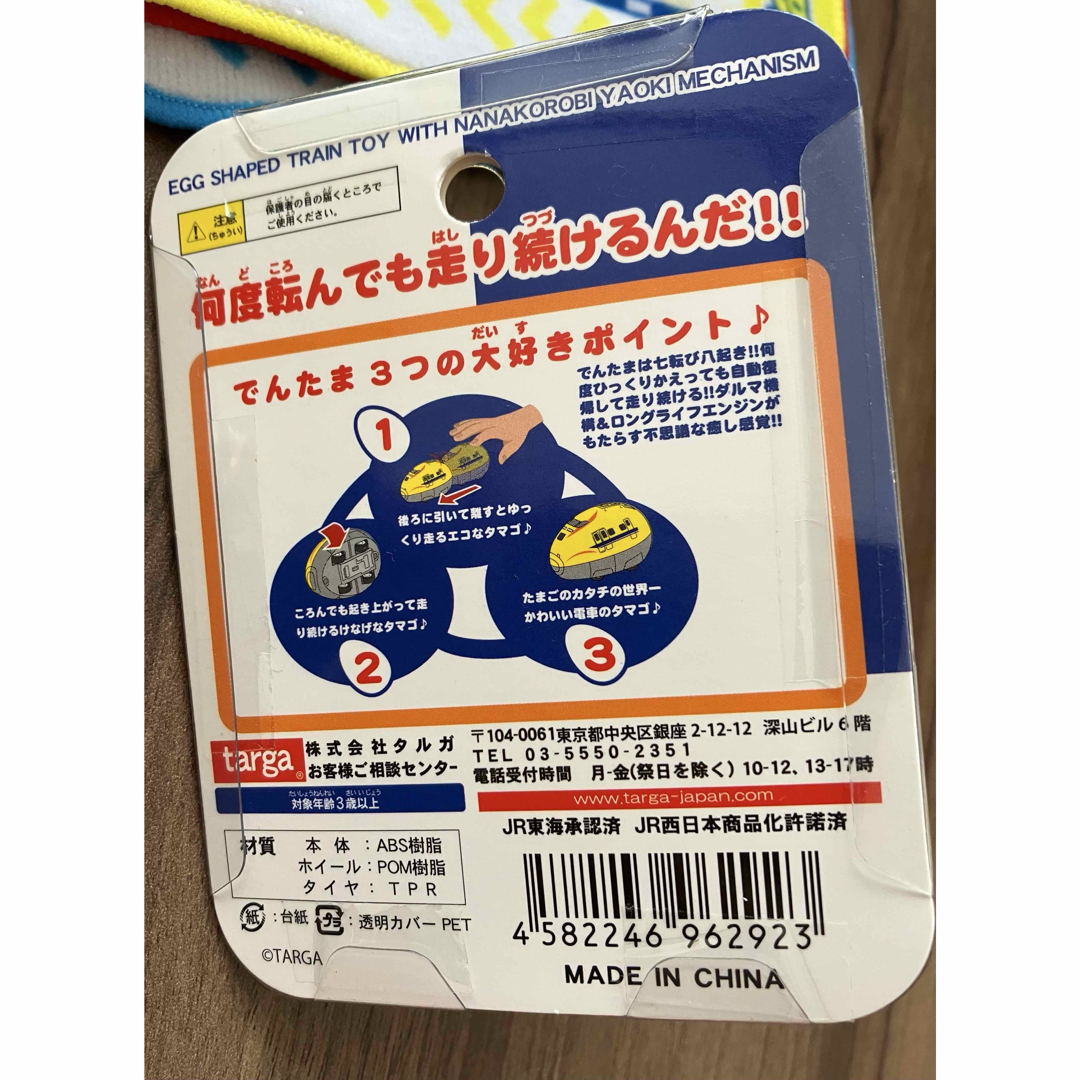 EGG SHAPED TRAIN TOY WITH NANAKOROBI YAOKI MECHANISM
注意
(ちゅうい)
保護者の目の届くところで
ご使用ください。
なん ど ころ はし つづ
何度転んでも走り続けるんだ!!
だい す
でんたま3つの大好きポイント♪
でんたまは七転び八起き!!何
度ひっくりかえっても自動復
帰して走り続ける!!ダルマ機
構&ロングライフエンジンが
もたらす不思議な癒し感覚!!
1
後ろに引いて離すとゆっ
くり走るエコなタマゴ♪
ころんでも起き上がって走
り続けるけなげなタマゴ♪
2
たまごのカタチの世界一
かわいい電車のタマゴ♪
3
targa®
株式会社タルガ
お客様ご相談センター
〒104-0061東京都中央区銀座2-12-12 深山ビル6階
TEL 03-5550-2351
電話受付時間 月-金(祭日を除く) 10-12、13-17時
www.targa-japan.com
たいしょうねんれい さいいじょう
対象年齢3歳以上
JR東海承認済 JR西日本商品化許諾済
材質 本体:ABS樹脂
ホイール:POM樹脂
タイヤ:TPR
紙:台紙 プラ:透明カバーPET
©TARGA
4 582246 962923
MADE IN CHINA